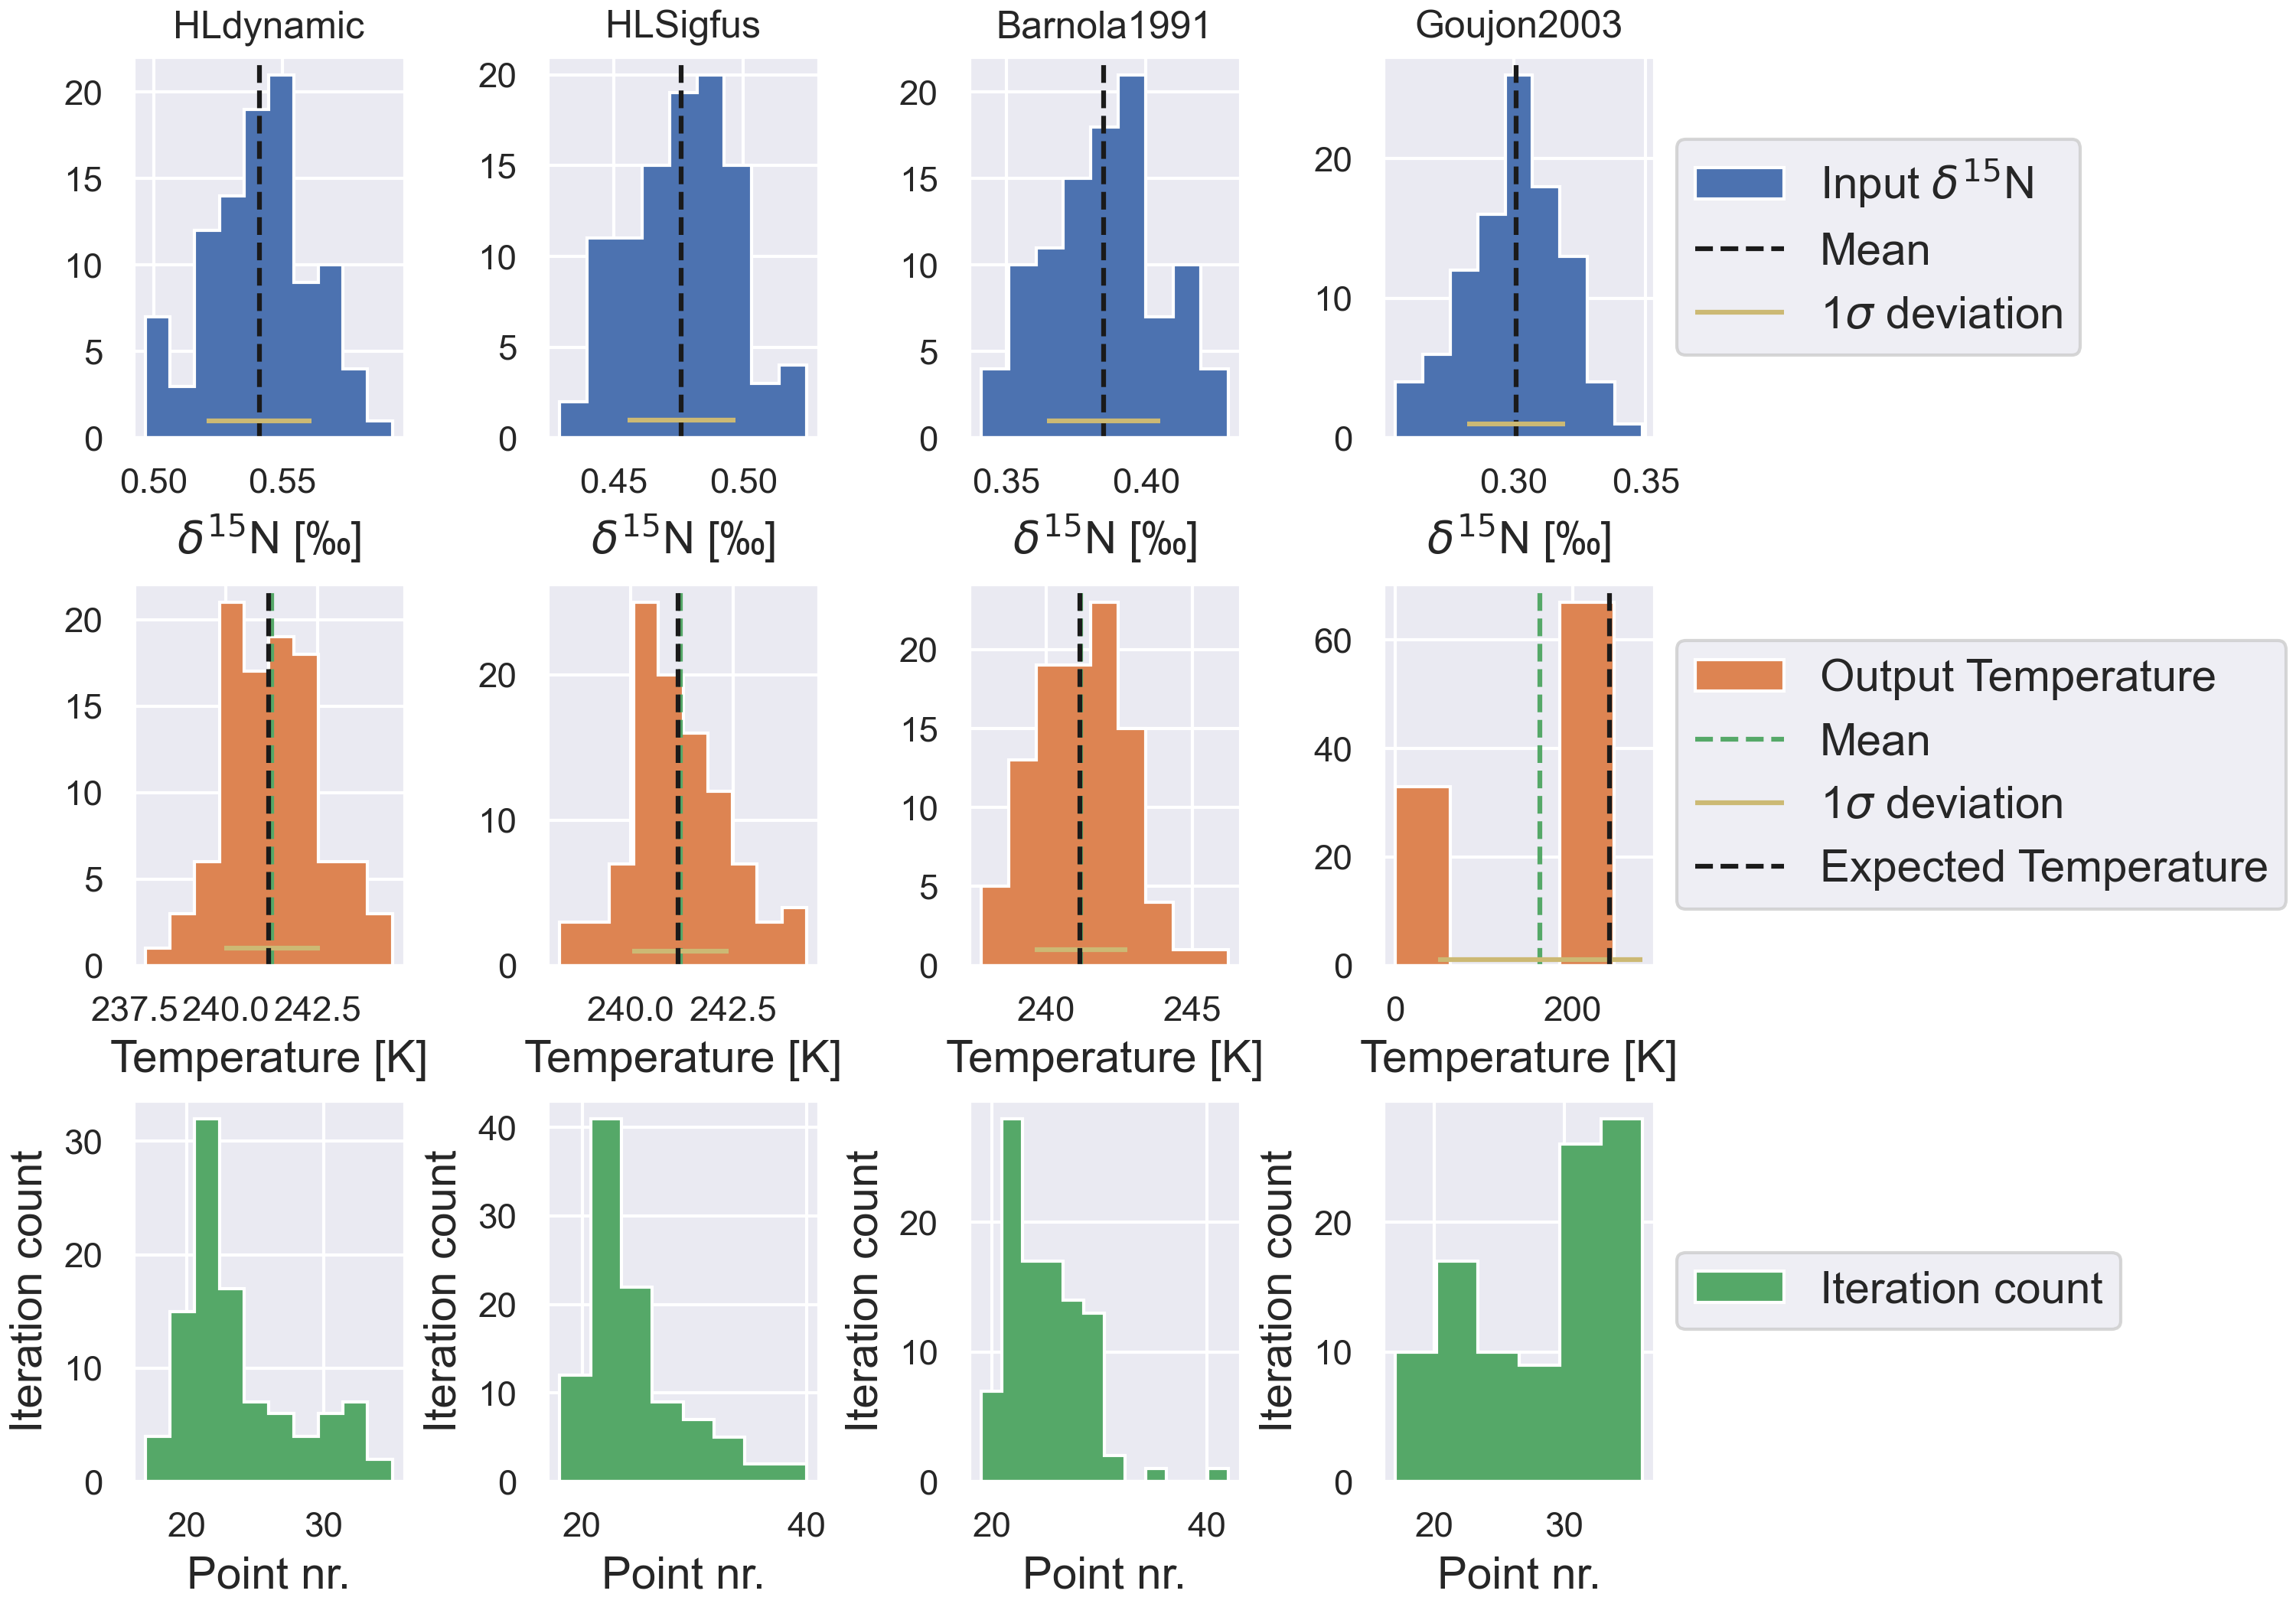 HLdynamic HLSigfus Barnola1991 Goujon2003
20 15 10 5 0
20 15 10 5 0
20 15 10 5 0
20 10 0
0.50 0.55 0.45 0.50 0.35 0.40 0.30 0.35
δ¹⁵N [‰] δ¹⁵N [‰] δ¹⁵N [‰] δ¹⁵N [‰]
Input δ¹⁵N
Mean
1σ deviation
20 15 10 5 0
20 10 0
20 15 10 5 0
60 40 20 0
237.5 240.0 242.5 240.0 242.5 240 245 0 200
Temperature [K] Temperature [K] Temperature [K] Temperature [K]
Output Temperature
Mean
1σ deviation
Expected Temperature
Iteration count
30 20 10 0
Iteration count
40 30 20 10 0
Iteration count
20 10 0
Iteration count
20 10 0
20 30 20 40 20 40 20 30
Point nr. Point nr. Point nr. Point nr.
Iteration count